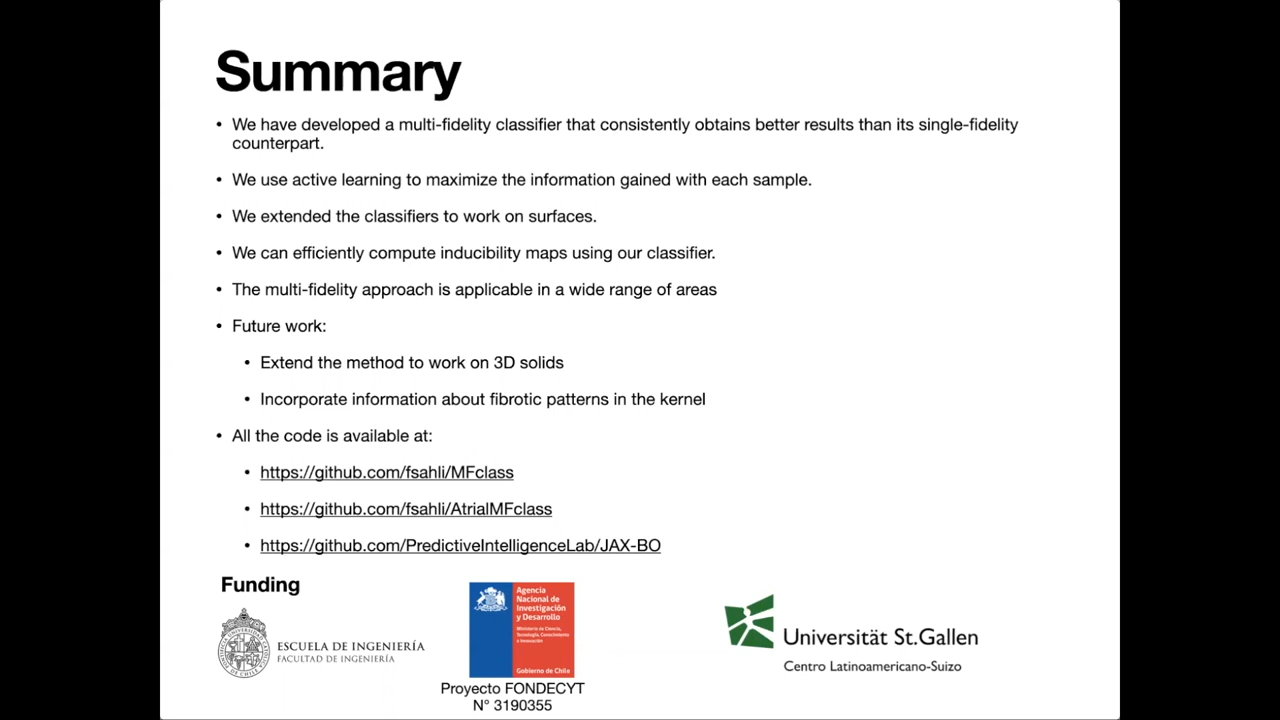 Summary
• We have developed a multi-fidelity classifier that consistently obtains better results than its single-fidelity
counterpart.
• We use active learning to maximize the information gained with each sample.
• We extended the classifiers to work on surfaces.
• We can efficiently compute inducibility maps using our classifier.
• The multi-fidelity approach is applicable in a wide range of areas
• Future work:
• Extend the method to work on 3D solids
• Incorporate information about fibrotic patterns in the kernel
• All the code is available at:
• https://github.com/fsahli/MFclass
• https://github.com/fsahli/AtrialMFclass
• https://github.com/PredictiveIntelligenceLab/JAX-BO
Funding
ESCUELA DE INGENIERÍA
FACULTAD DE INGENIERÍA
Agencia
Nacional de
Investigación
y Desarrollo
Ministerio de Ciencia,
Tecnología, Conocimiento
e Innovación
Gobierno de Chile
Proyecto FONDECYT
N° 3190355
Universität St.Gallen
Centro Latinoamericano-Suizo